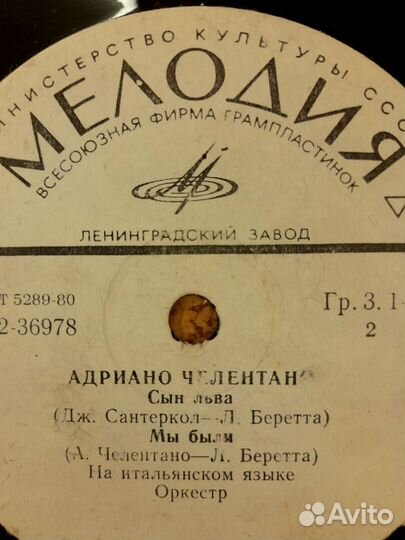 МИНИСТЕРСТВО КУЛЬТУРЫ СССР
МЕЛОДИЯ
ВСЕСОЮЗНАЯ ФИРМА ГРАМПЛАСТИНОК
ЛЕНИНГРАДСКИЙ ЗАВОД
Т 5289-80
2-36978
Гр. 3. 1-
2
АДРИАНО ЧЕЛЕНТАНО
Сын льва
(Дж. Сантеркол—Л. Беретта)
Мы были
(А. Челентано—Л. Беретта)
На итальянском языке
Оркестр
Avito